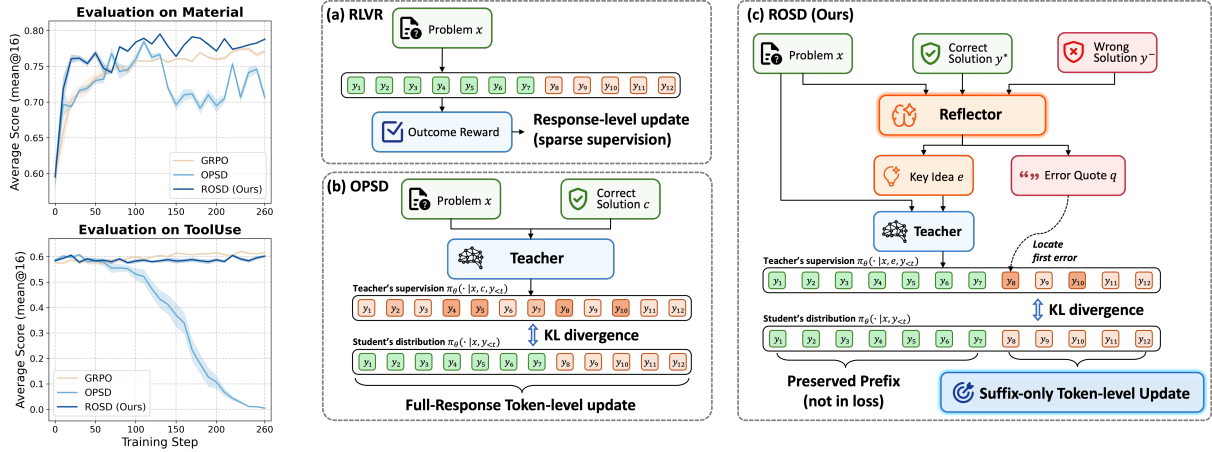 Evaluation on Material
Average Score (mean@16)
0.80
0.75
0.70
0.65
0.60
GRPO
OPSD
ROSD (Ours)
0
50
100
150
200
260
Evaluation on ToolUse
Average Score (mean@16)
0.6
0.5
0.4
0.3
0.2
0.1
0.0
GRPO
OPSD
ROSD (Ours)
0
50
100
150
200
260
Training Step
(a) RLVR
Problem x
y₁ y₂ y₃ y₄ y₅ y₆ y₇ y₈ y₉ y₁₀ y₁₁ y₁₂
Outcome Reward
Response-level update
(sparse supervision)
(b) OPSD
Problem x
Correct
Solution c
Teacher
Teacher's supervision πθ(· |x, c, y<t)
y₁ y₂ y₃ y₄ y₅ y₆ y₇ y₈ y₉ y₁₀ y₁₁ y₁₂
KL divergence
Student's distribution πθ(· |x, y<t)
y₁ y₂ y₃ y₄ y₅ y₆ y₇ y₈ y₉ y₁₀ y₁₁ y₁₂
Full-Response Token-level update
(c) ROSD (Ours)
Problem x
Correct
Solution y*
Wrong
Solution y⁻
Reflector
Key Idea e
Error Quote q
Teacher
Locate
first error
Teacher's supervision πθ(· |x, e, y<t)
y₁ y₂ y₃ y₄ y₅ y₆ y₇ y₈ y₉ y₁₀ y₁₁ y₁₂
KL divergence
Student's distribution πθ(· |x, y<t)
y₁ y₂ y₃ y₄ y₅ y₆ y₇ y₈ y₉ y₁₀ y₁₁ y₁₂
Preserved Prefix
(not in loss)
Suffix-only Token-level Update